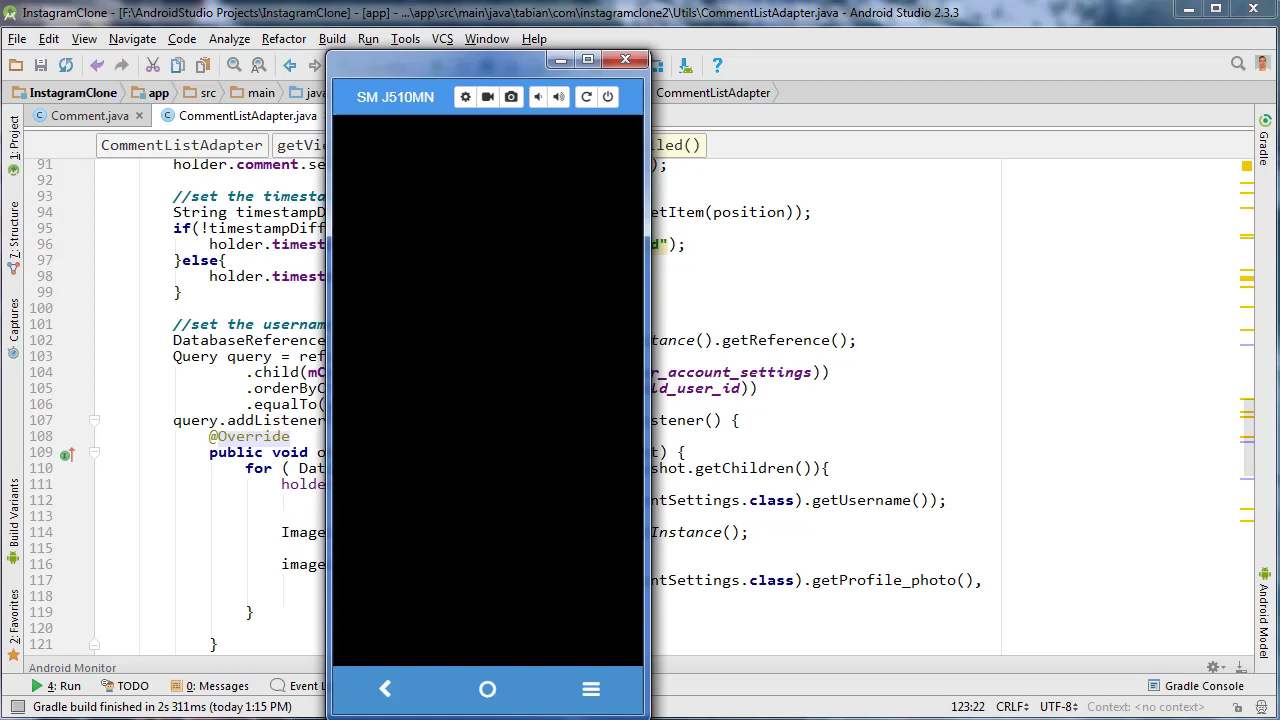 InstagramClone - [F:\AndroidStudio Projects\InstagramClone] - [app] - ...\app\src\main\java\tabian\com\instagramclone2\Utils\CommentListAdapter.java - Android Studio 2.3.3
File Edit View Navigate Code Analyze Refactor Build Run Tools VCS Window Help
InstagramClone app src main java CommentListAdapter
SM J510MN
Comment.java CommentListAdapter.java
CommentListAdapter getVie lled()
91 holder.comment.se );
92
93 //set the timesta
94 String timestampD etItem(position));
95 if(!timestampDiff
96 holder.timest d");
97 }else{
98 holder.timest
99 }
100
101 //set the usernam
102 DatabaseReference tance().getReference();
103 Query query = ref
104 .child(mC r_account_settings))
105 .orderByC ld_user_id))
106 .equalTo(
107 query.addListener stener() {
108 @Override
109 public void o t) {
110 for ( Dat shot.getChildren()){
111 holde
112 ntSettings.class).getUsername());
113
114 Image Instance();
115
116 image
117 ntSettings.class).getProfile_photo(),
118
119 }
120
121 }
1: Project
7: Structure
Captures
Build Variants
2: Favorites
Gradle
Android Model
Android Monitor
4: Run TODO 0: Messages Event L Gradle Console
Gradle build finished in 2s 311ms (today 1:15 PM) 123:22 CRLF UTF-8 Context: <no context>